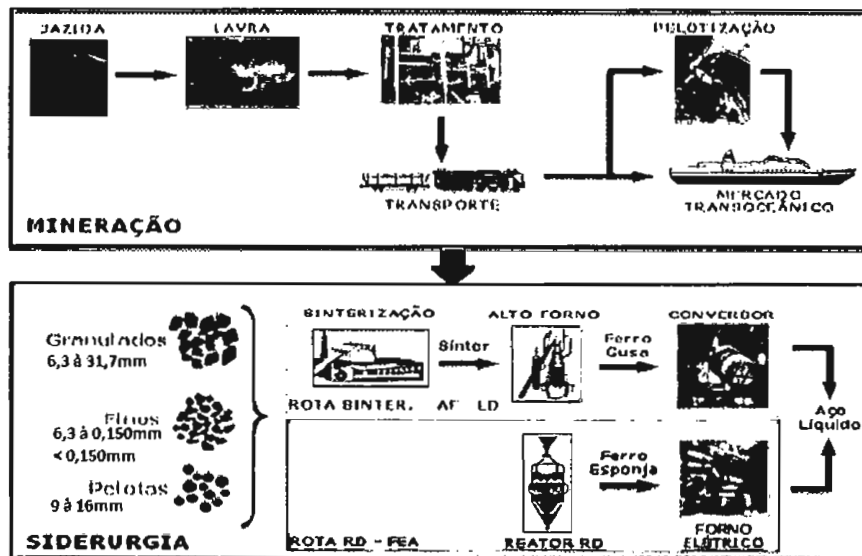 JAZIDA
LAVRA
TRATAMENTO
PELOTIZAÇÃO
TRANSPORTE
MERCADO
TRANSOCEÂNICO
MINERAÇÃO
SINTERIZAÇÃO
ALTO FORNO
CONVERSOR
Granulados
6,3 à 31,7mm
Sínter
Ferro
Gusa
ROTA SINTER. AF LD
Finos
6,3 à 0,150mm
< 0,150mm
Aço
Líquido
Ferro
Esponja
Pelotas
9 à 16mm
SIDERURGIA
ROTA RD - FEA
REATOR RD
FORNO
ELÉTRICO